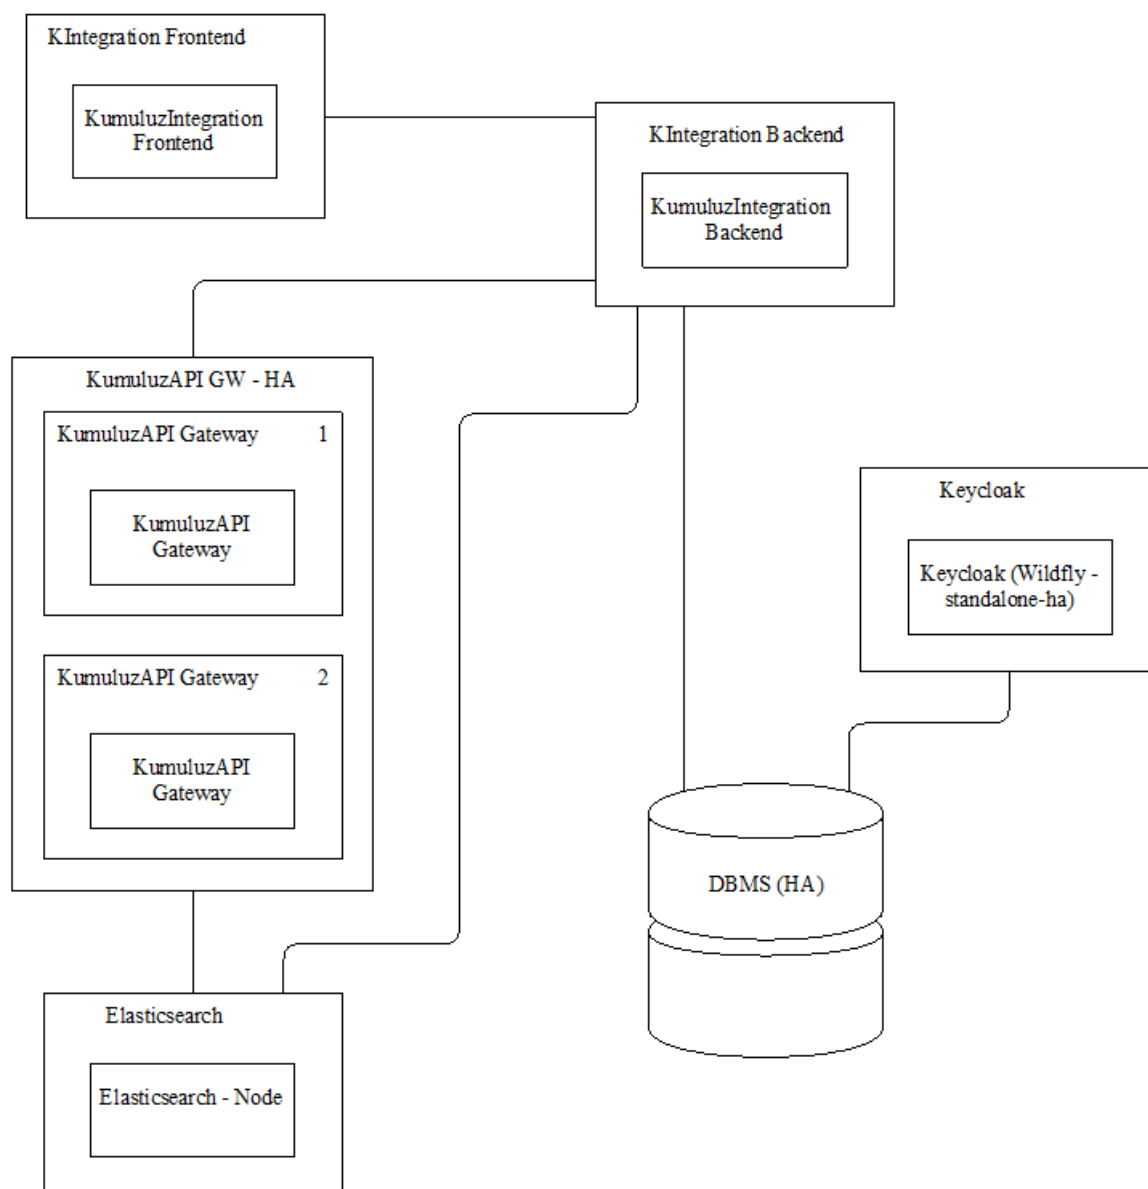 KIntegration Frontend
KumuluzIntegration
Frontend
KIntegration Backend
KumuluzIntegration
Backend
KumuluzAPI GW - HA
KumuluzAPI Gateway 1
KumuluzAPI
Gateway
KumuluzAPI Gateway 2
KumuluzAPI
Gateway
Keycloak
Keycloak (Wildfly -
standalone-ha)
DBMS (HA)
Elasticsearch
Elasticsearch - Node